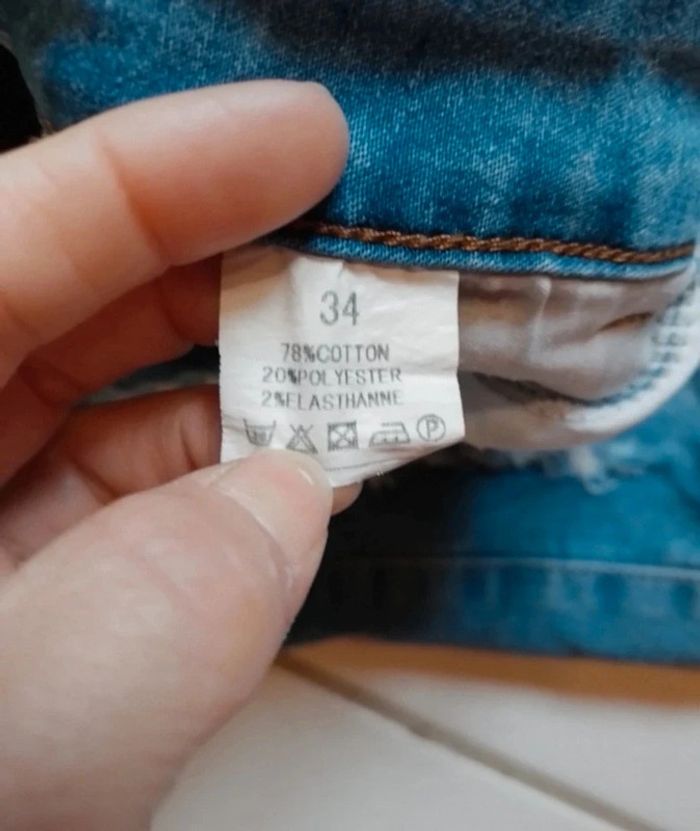 34
78%COTTON
20%POLYESTER
2%ELASTHANNE
P